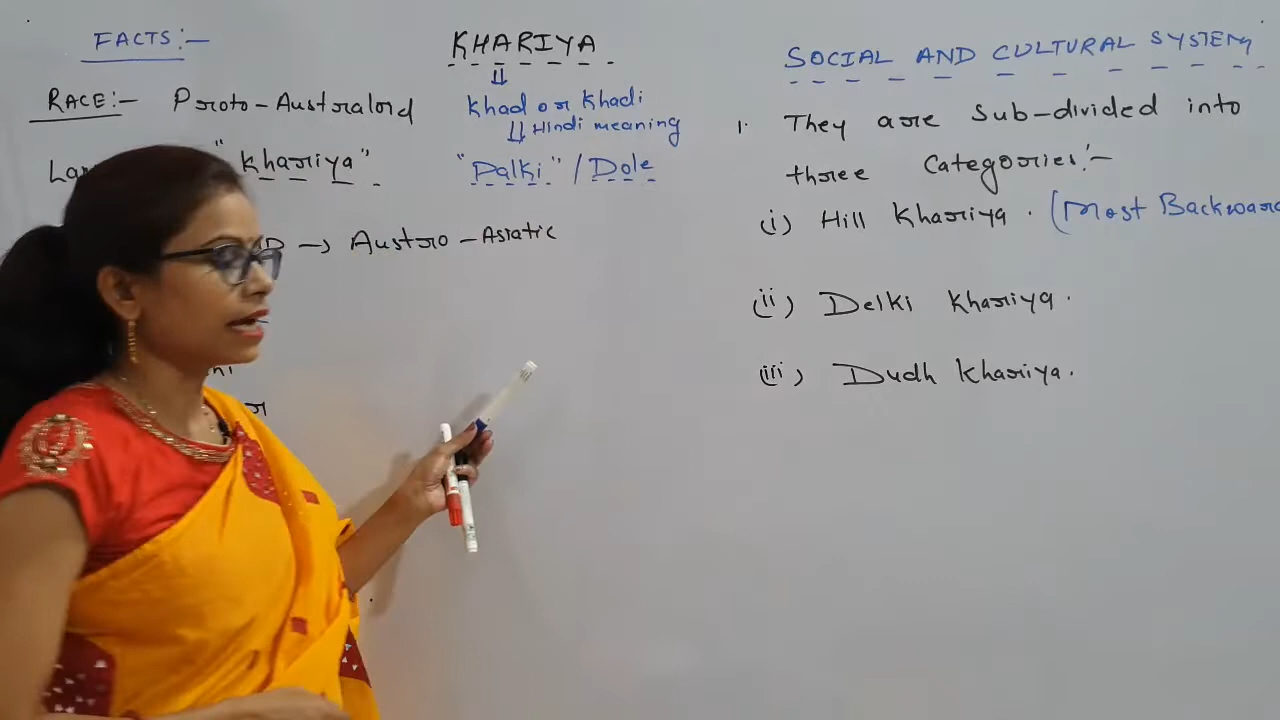 FACTS:-
RACE:- Proto-Australoid
"Khariya"
→ Austro-Asiatic
KHARIYA
⇓
Khad or Khadi
⇓ Hindi meaning
"Palki" / Dole
SOCIAL AND CULTURAL SYSTEM
1. They are Sub-divided into
three Categories:-
(i) Hill Khariya. (Most Backward
(ii) Delki Khariya.
(iii) Dudh Khariya.